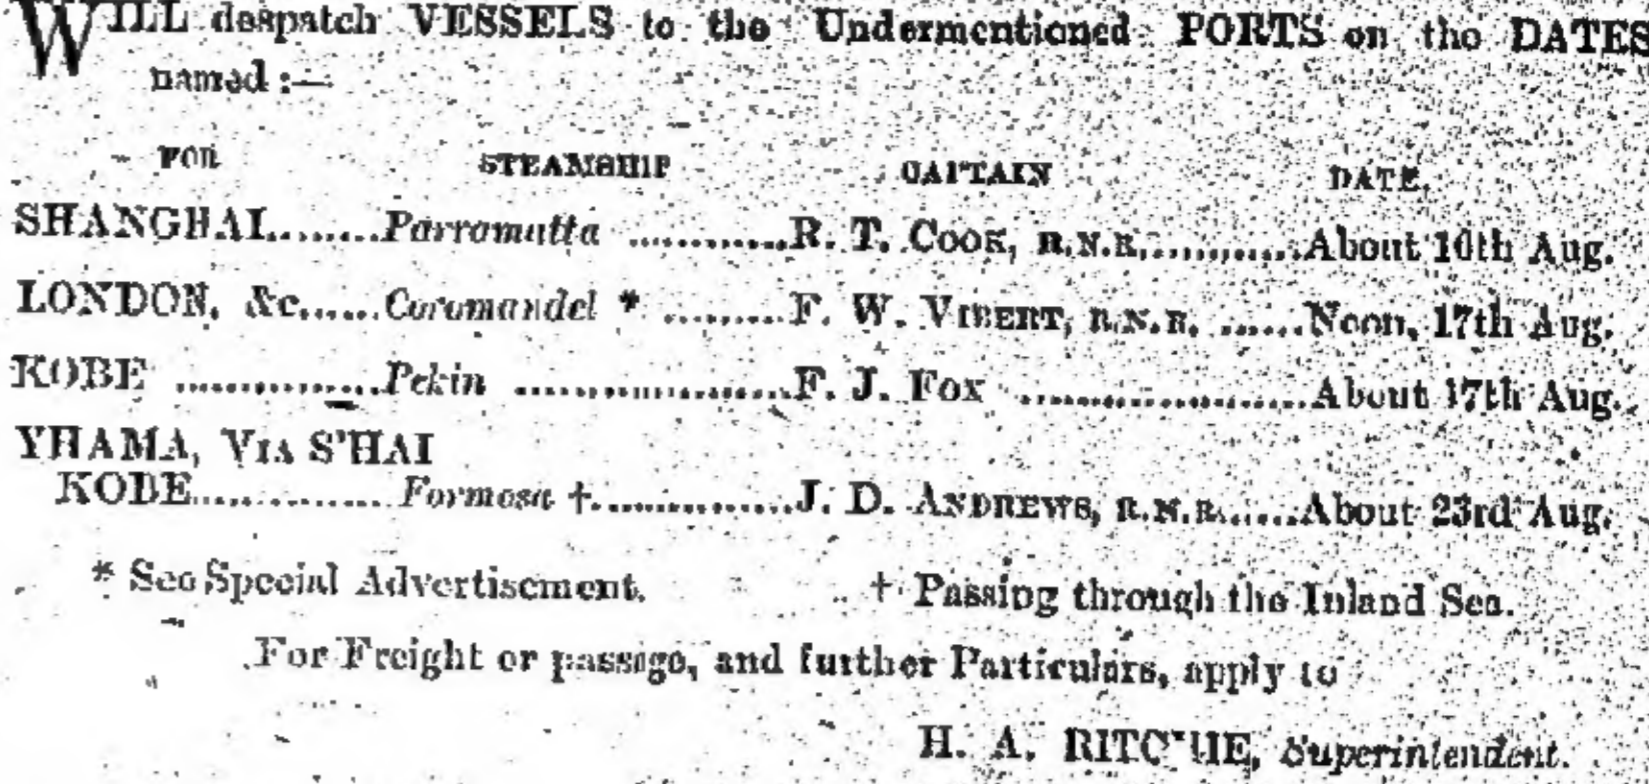 WILL despatch VESSELS to the Undermentioned PORTS on the DATES
named :—
FOR STEAMSHIP CAPTAIN DATE.
SHANGHAI........Parramatta ............R. T. COOK, R.N.R.............About 10th Aug.
LONDON, &c......Coromandel * .........F. W. VIBERT, R.N.R. ......Noon, 17th Aug.
KOBE ...............Pekin .....................F. J. FOX .....................About 17th Aug.
YHAMA, VIA S'HAI
KOBE.............. Formosa †...............J. D. ANDREWS, R.N.R.......About 23rd Aug.
* See Special Advertisement. † Passing through the Inland Sea.
For Freight or passage, and further Particulars, apply to
H. A. RITCHIE, Superintendent.